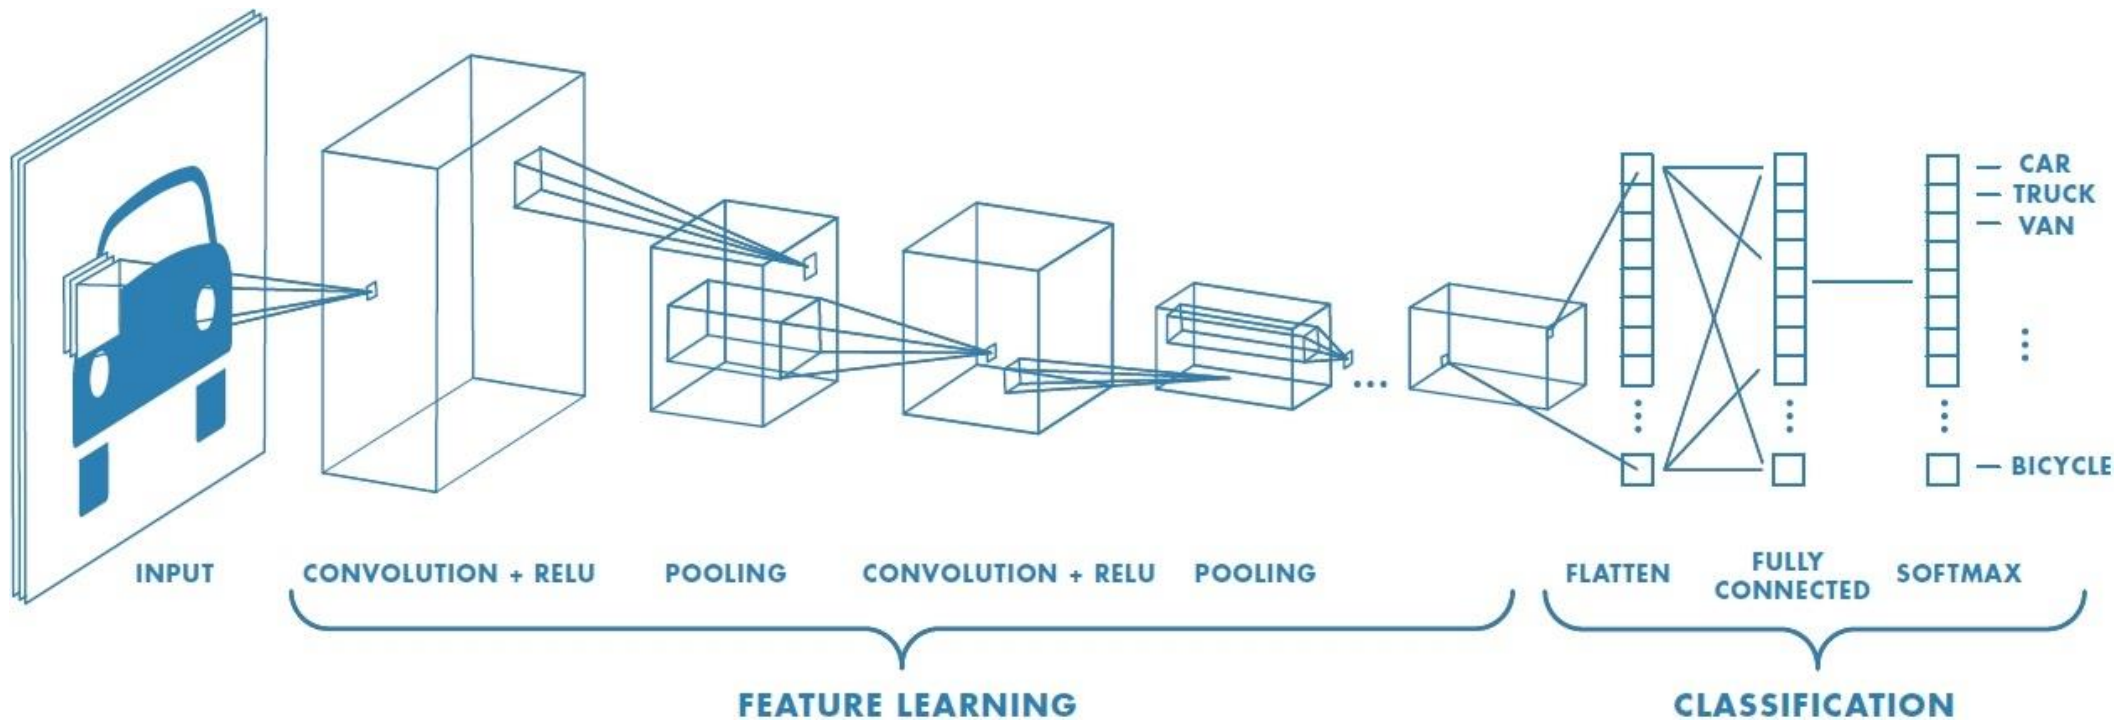 CAR
TRUCK
VAN
BICYCLE
INPUT
CONVOLUTION + RELU
POOLING
CONVOLUTION + RELU
POOLING
FLATTEN
FULLY
CONNECTED
SOFTMAX
FEATURE LEARNING
CLASSIFICATION